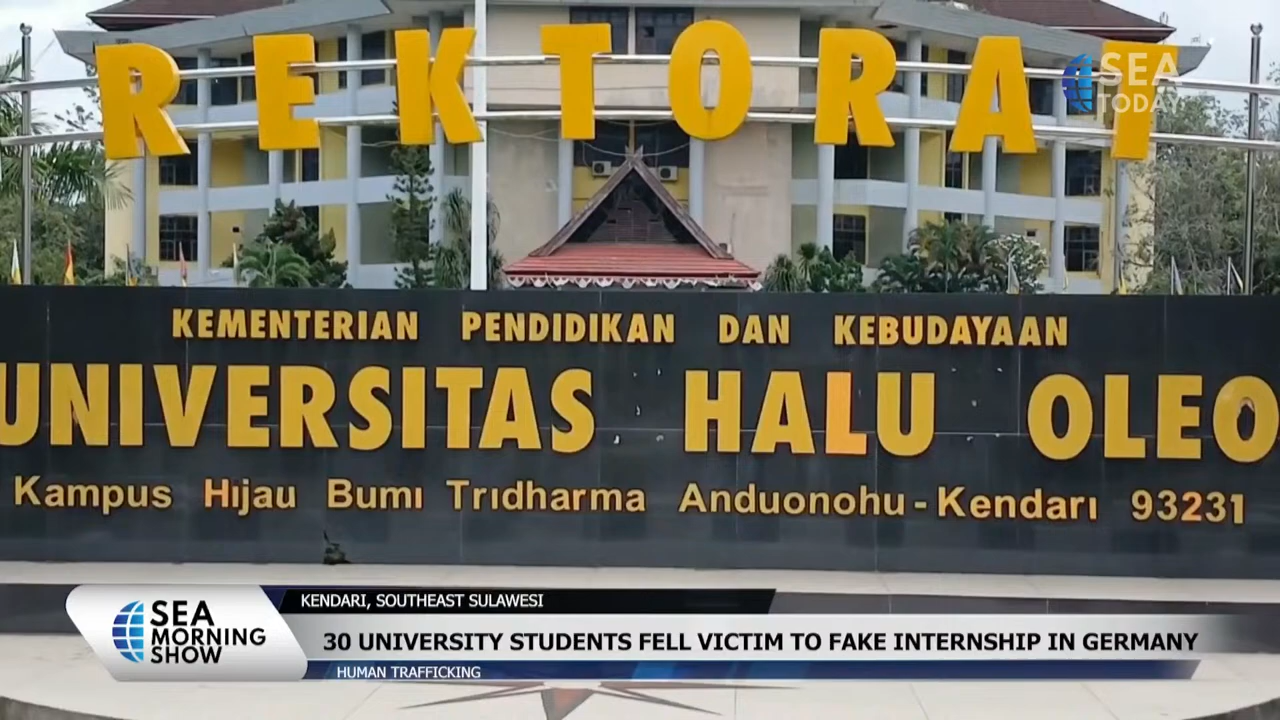 REKTORAT
SEA
TODAY
KEMENTERIAN PENDIDIKAN DAN KEBUDAYAAN
UNIVERSITAS HALU OLEO
Kampus Hijau Bumi Tridharma Anduonohu - Kendari 93231
SEA
MORNING
SHOW
KENDARI, SOUTHEAST SULAWESI
30 UNIVERSITY STUDENTS FELL VICTIM TO FAKE INTERNSHIP IN GERMANY
HUMAN TRAFFICKING